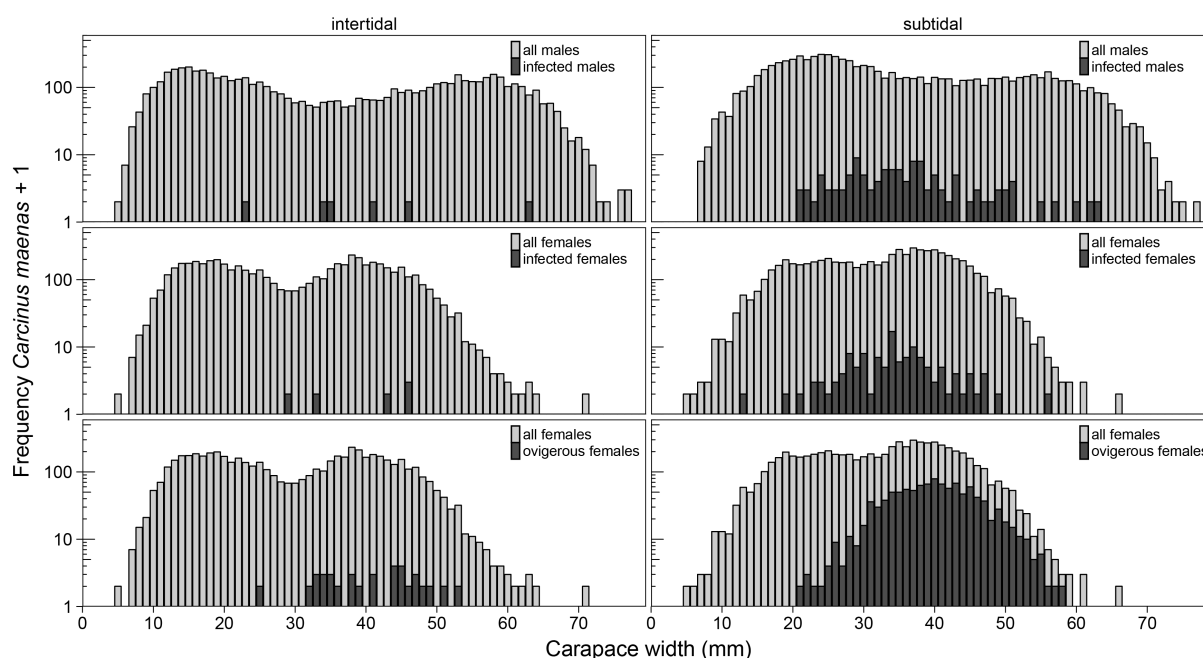 intertidal
subtidal
all males
infected males
all males
infected males
100
10
1
all females
infected females
all females
infected females
100
10
1
all females
ovigerous females
all females
ovigerous females
100
10
1
0 10 20 30 40 50 60 70
0 10 20 30 40 50 60 70
Frequency Carcinus maenas + 1
Carapace width (mm)